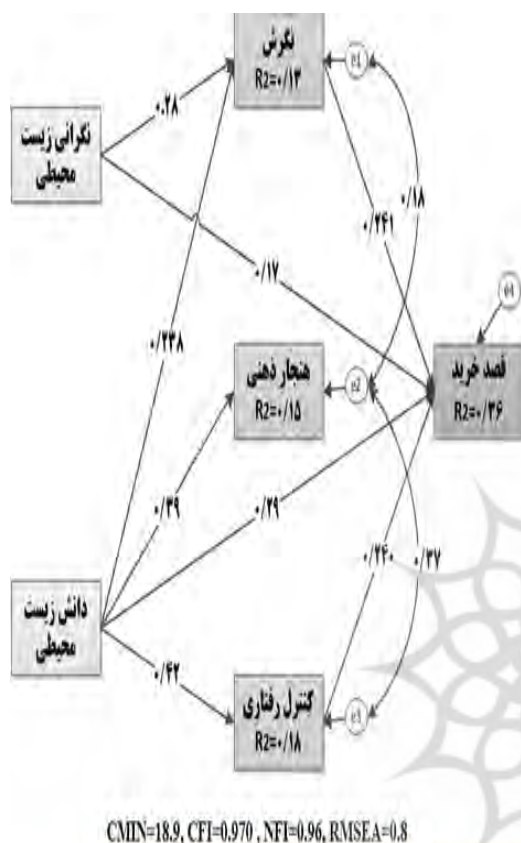 نگرش
R2=۰/۱۳
e1
نگرانی زیست
محیطی
۰.۲۸
۰/۱۸
۰/۲۴۱
۰/۱۷
e4
۰/۲۳۸
هنجار ذهنی
R2=۰/۱۵
e2
قصد خرید
R2=۰/۳۶
۰/۳۹
۰/۲۹
۰/۲۴۰
۰/۳۷
دانش زیست
محیطی
۰/۴۲
کنترل رفتاری
R2=۰/۱۸
e3
CMIN=18.9, CFI=0.970 , NFI=0.96, RMSEA=0.8